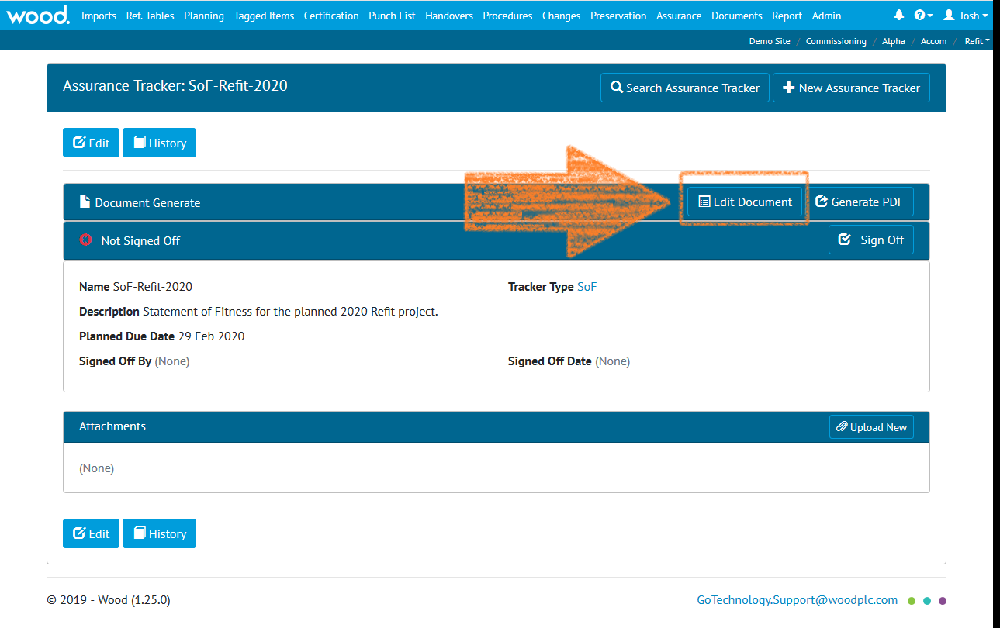 wood. Imports Ref. Tables Planning Tagged Items Certification Punch List Handovers Procedures Changes Preservation Assurance Documents Report Admin Josh
Demo Site / Commissioning / Alpha / Accom / Refit
Assurance Tracker: SoF-Refit-2020 Search Assurance Tracker New Assurance Tracker
Edit History
Document Generate Edit Document Generate PDF
Not Signed Off Sign Off
Name SoF-Refit-2020 Tracker Type SoF
Description Statement of Fitness for the planned 2020 Refit project.
Planned Due Date 29 Feb 2020
Signed Off By (None) Signed Off Date (None)
Attachments Upload New
(None)
Edit History
© 2019 - Wood (1.25.0) GoTechnology.Support@woodplc.com